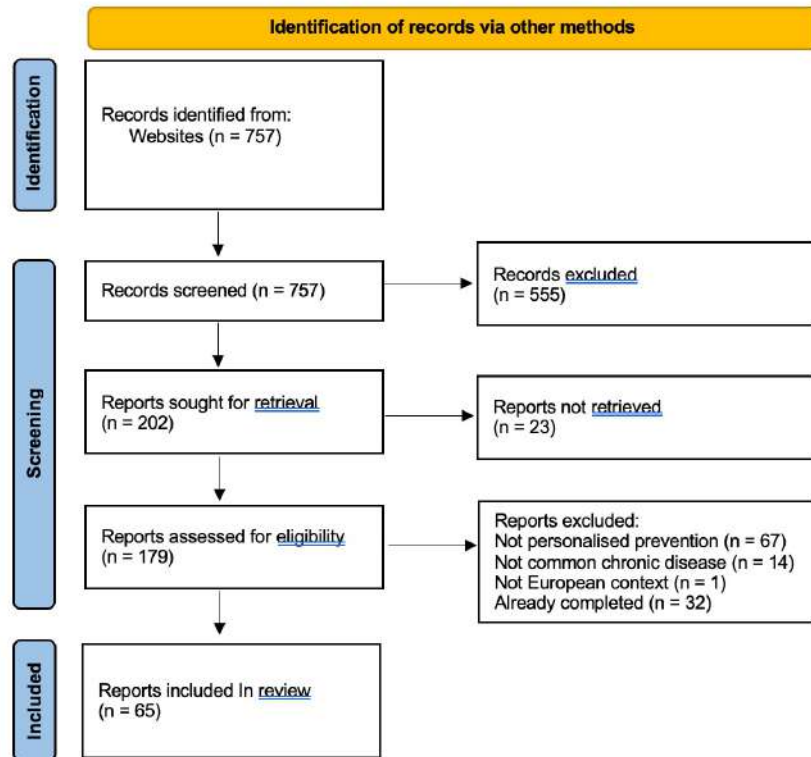 Identification of records via other methods
Identification
Records identified from:
Websites (n = 757)
Screening
Records screened (n = 757)
Records excluded
(n = 555)
Reports sought for retrieval
(n = 202)
Reports not retrieved
(n = 23)
Reports assessed for eligibility
(n = 179)
Reports excluded:
Not personalised prevention (n = 67)
Not common chronic disease (n = 14)
Not European context (n = 1)
Already completed (n = 32)
Included
Reports included In review
(n = 65)